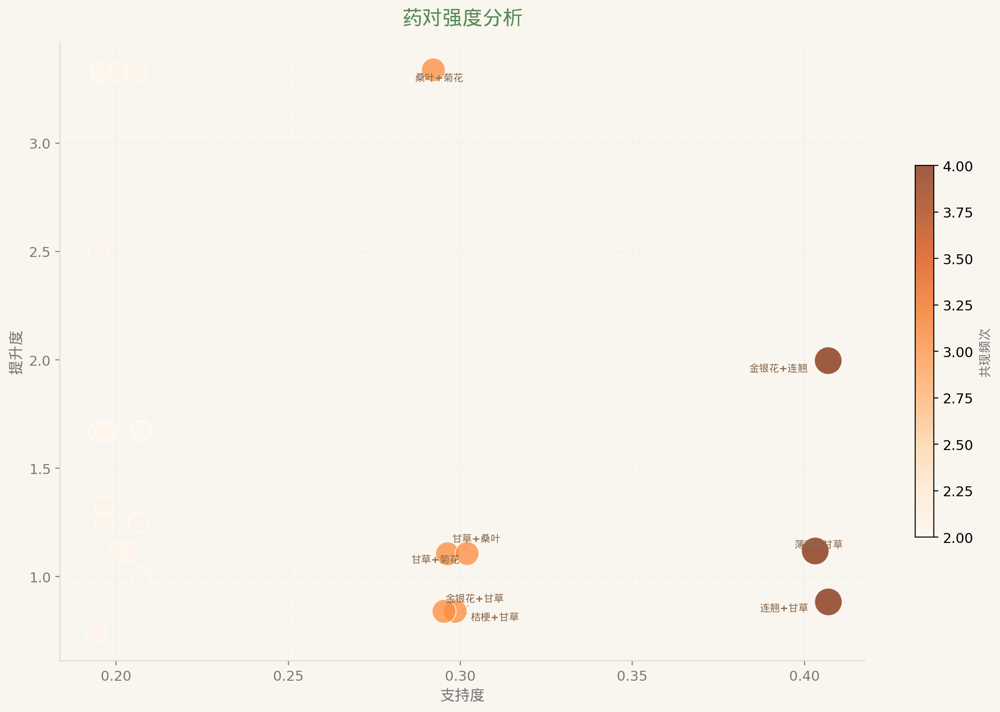 药对强度分析
提升度
3.0
2.5
2.0
1.5
1.0
桑叶+菊花
金银花+连翘
甘草+桑叶
薄荷+甘草
甘草+菊花
金银花+甘草
连翘+甘草
桔梗+甘草
0.20
0.25
0.30
0.35
0.40
支持度
4.00
3.75
3.50
3.25
3.00
2.75
2.50
2.25
2.00
共现频次